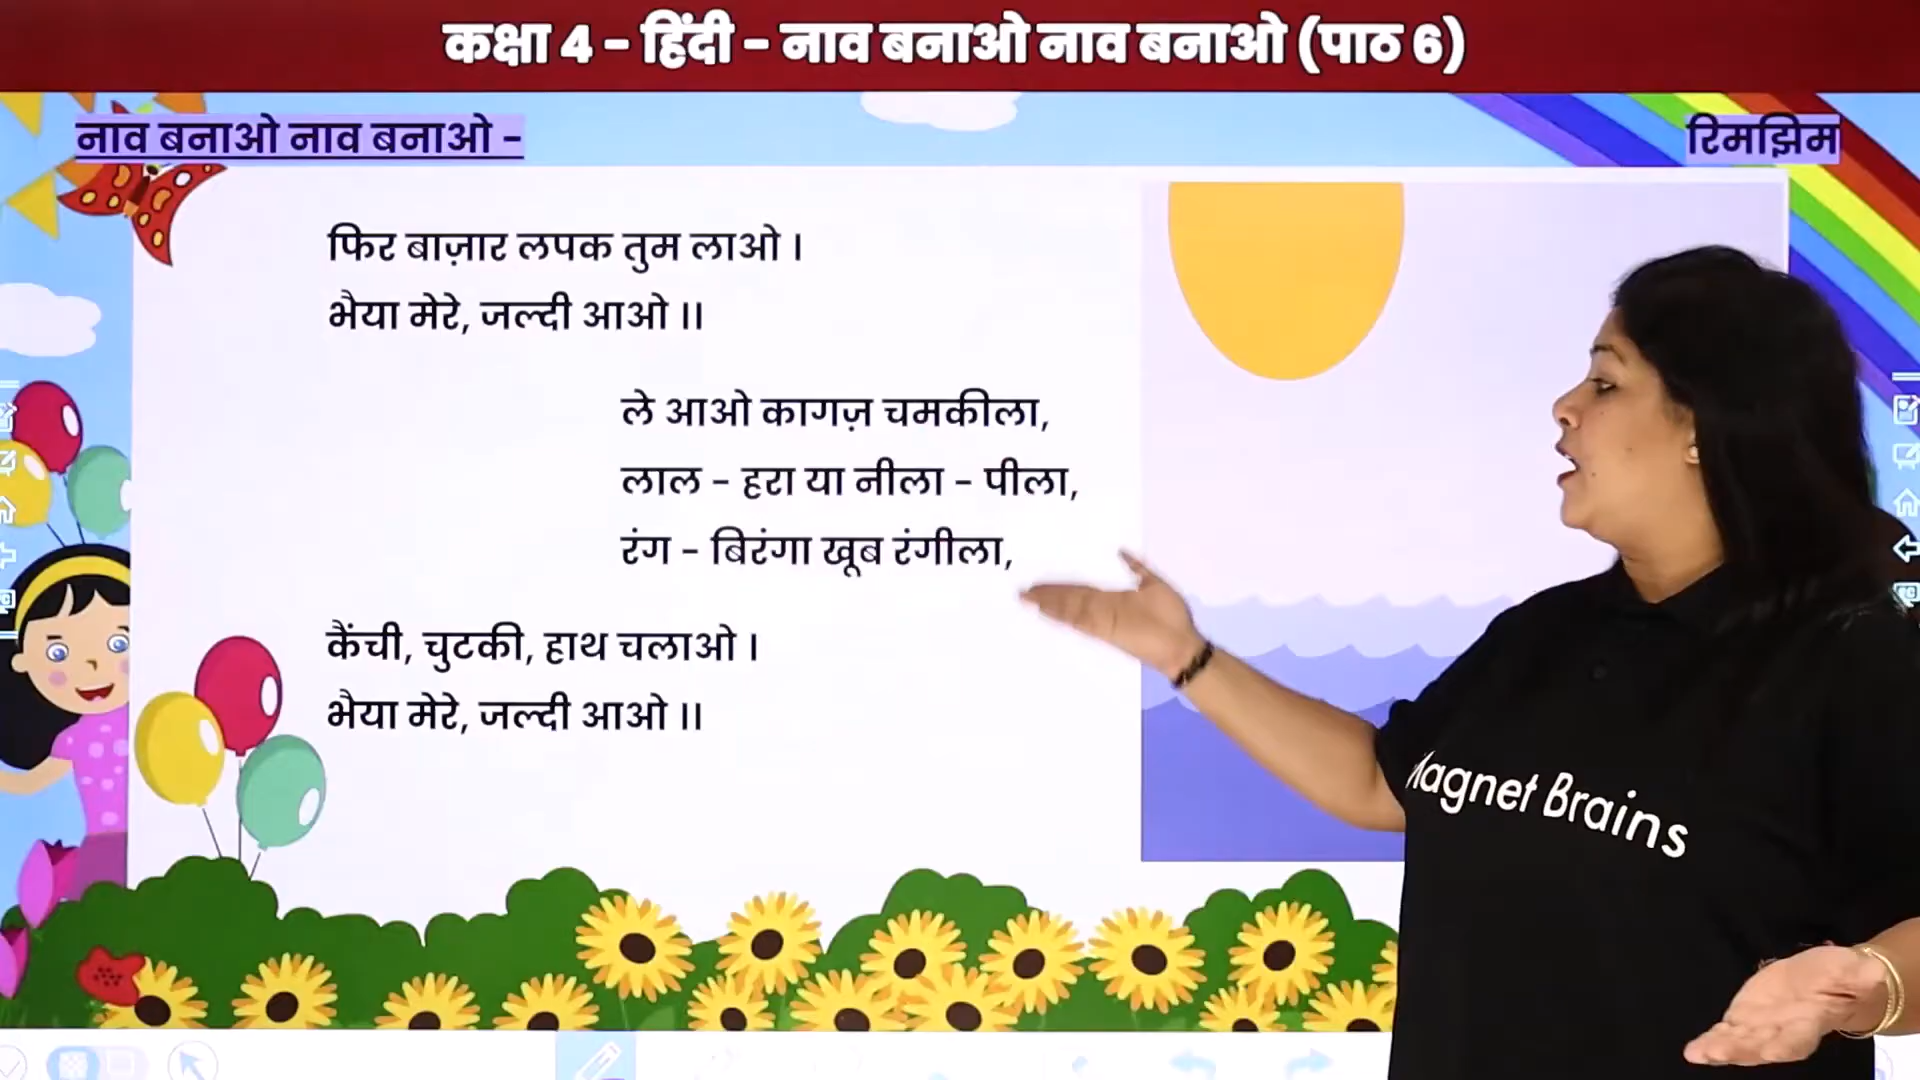 कक्षा 4 - हिंदी - नाव बनाओ नाव बनाओ (पाठ 6)
नाव बनाओ नाव बनाओ -
रिमझिम
फिर बाज़ार लपक तुम लाओ ।
भैया मेरे, जल्दी आओ ।।
ले आओ कागज़ चमकीला,
लाल - हरा या नीला - पीला,
रंग - बिरंगा खूब रंगीला,
कैंची, चुटकी, हाथ चलाओ ।
भैया मेरे, जल्दी आओ ।।
Magnet Brains